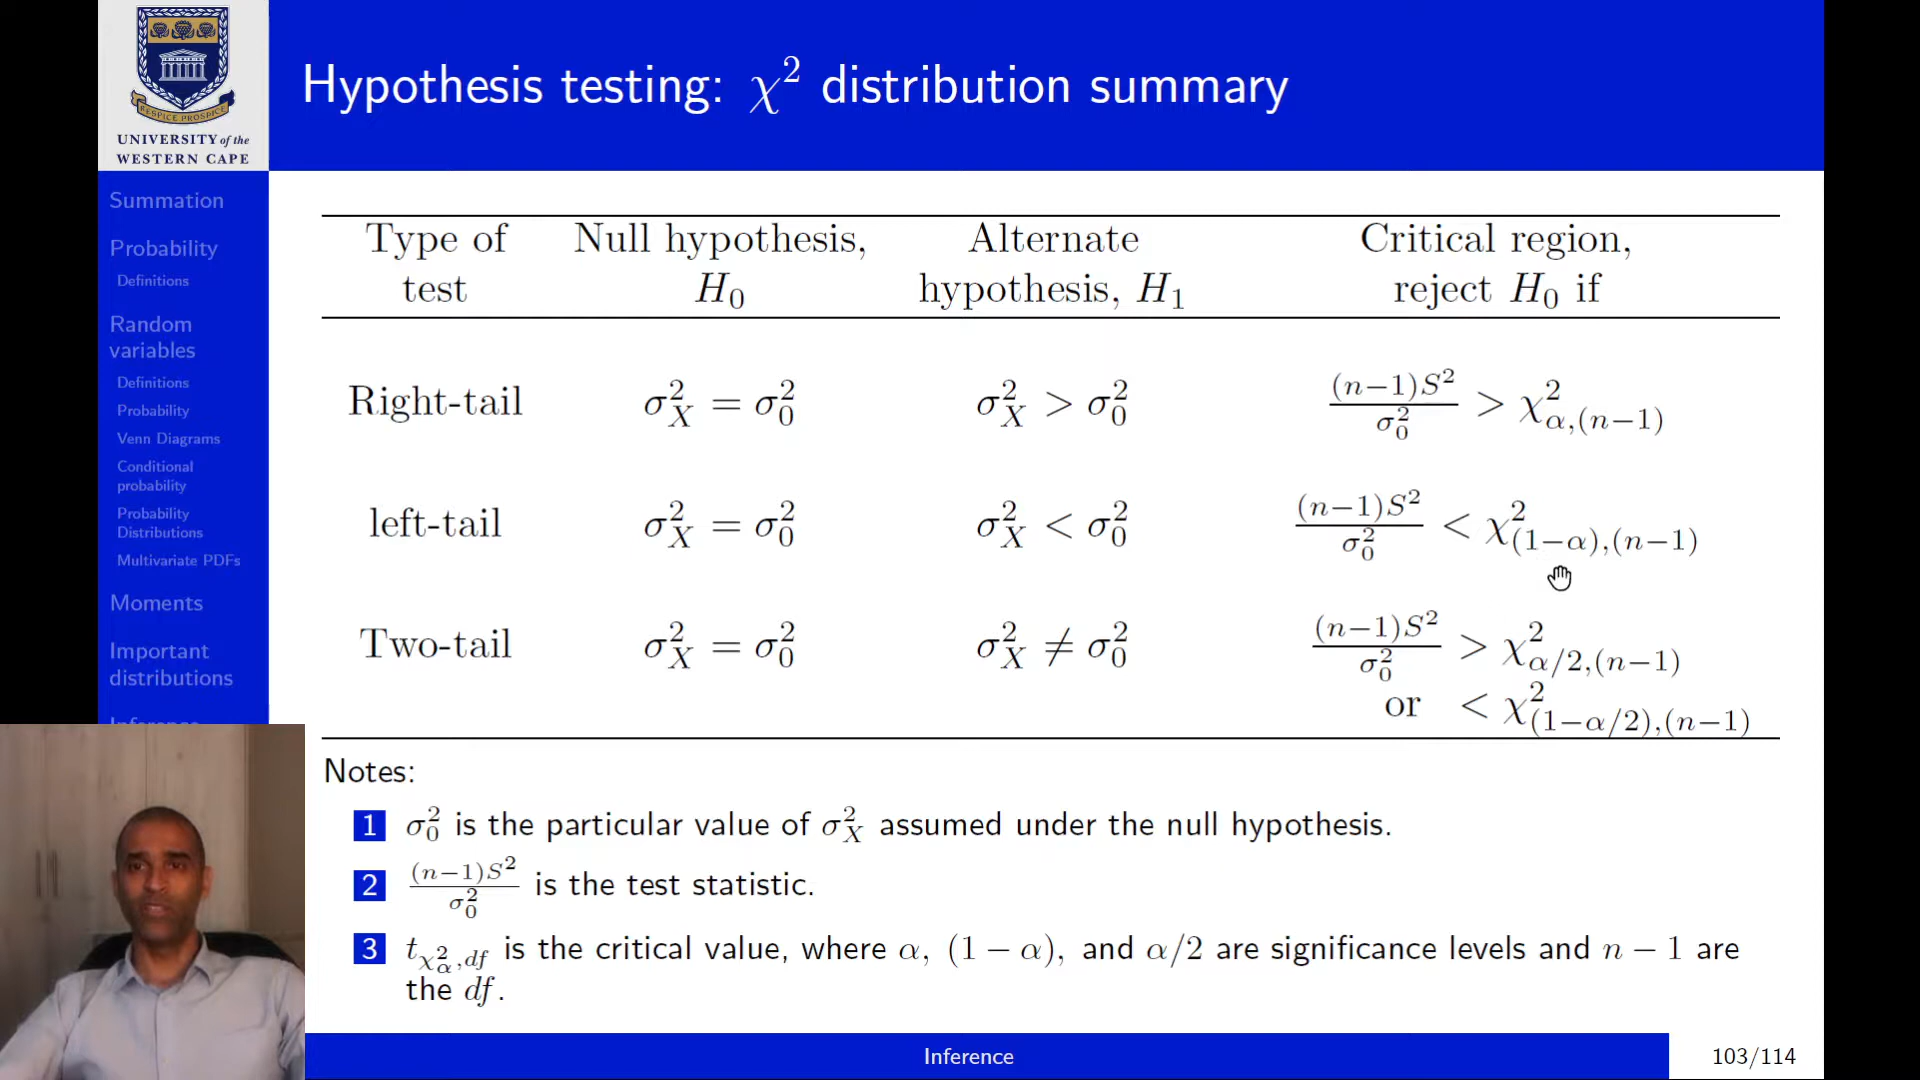 RESPICE PROSPICE
UNIVERSITY of the
WESTERN CAPE
Hypothesis testing: χ² distribution summary
Summation
Probability
Definitions
Random
variables
Definitions
Probability
Venn Diagrams
Conditional
probability
Probability
Distributions
Multivariate PDFs
Moments
Important
distributions
Inference
Type of test | Null hypothesis, H₀ | Alternate hypothesis, H₁ | Critical region, reject H₀ if
Right-tail | σ²_X = σ²_0 | σ²_X > σ²_0 | (n−1)S²/σ²_0 > χ²_{α,(n−1)}
left-tail | σ²_X = σ²_0 | σ²_X < σ²_0 | (n−1)S²/σ²_0 < χ²_{(1−α),(n−1)}
Two-tail | σ²_X = σ²_0 | σ²_X ≠ σ²_0 | (n−1)S²/σ²_0 > χ²_{α/2,(n−1)}
or < χ²_{(1−α/2),(n−1)}
Notes:
1 σ²_0 is the particular value of σ²_X assumed under the null hypothesis.
2 (n−1)S²/σ²_0 is the test statistic.
3 t_{χ²_α,df} is the critical value, where α, (1 − α), and α/2 are significance levels and n − 1 are
the df.
Inference
103/114